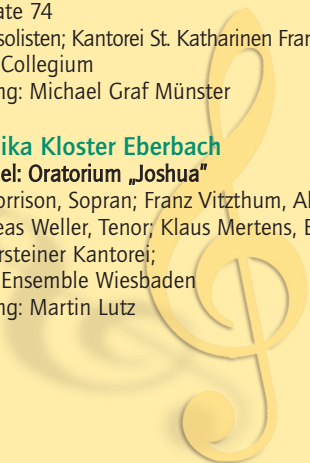 ate 74
solisten; Kantorei St. Katharinen Fran
Collegium
ng: Michael Graf Münster
ika Kloster Eberbach
el: Oratorium „Joshua”
orrison, Sopran; Franz Vitzthum, Al
eas Weller, Tenor; Klaus Mertens, B
rsteiner Kantorei;
Ensemble Wiesbaden
ng: Martin Lutz